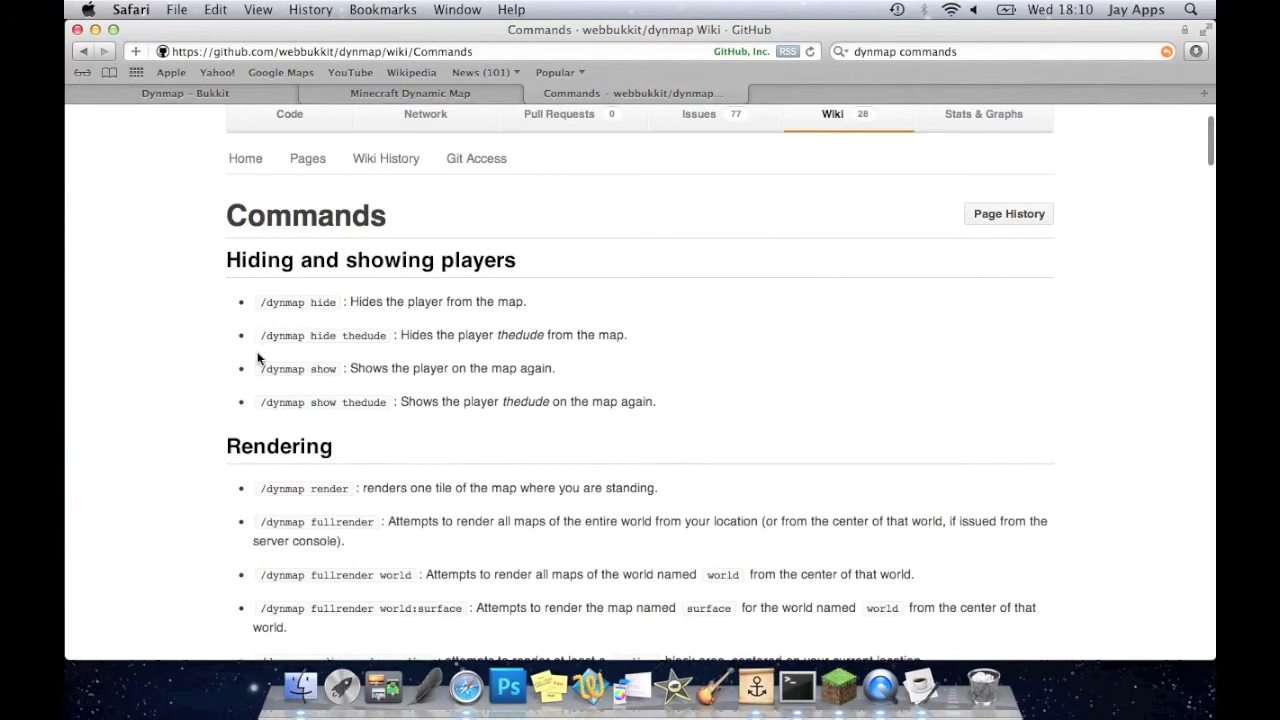 Safari File Edit View History Bookmarks Window Help Wed 18:10 Jay Apps
Commands · webbukkit/dynmap Wiki · GitHub
https://github.com/webbukkit/dynmap/wiki/Commands GitHub, Inc. RSS dynmap commands
Apple Yahoo! Google Maps YouTube Wikipedia News (101) Popular
Dynmap – Bukkit Minecraft Dynamic Map Commands · webbukkit/dynmap...
Code Network Pull Requests 0 Issues 77 Wiki 28 Stats & Graphs
Home Pages Wiki History Git Access
Commands Page History
Hiding and showing players
/dynmap hide : Hides the player from the map.
/dynmap hide thedude : Hides the player thedude from the map.
/dynmap show : Shows the player on the map again.
/dynmap show thedude : Shows the player thedude on the map again.
Rendering
/dynmap render : renders one tile of the map where you are standing.
/dynmap fullrender : Attempts to render all maps of the entire world from your location (or from the center of that world, if issued from the
server console).
/dynmap fullrender world : Attempts to render all maps of the world named world from the center of that world.
/dynmap fullrender world:surface : Attempts to render the map named surface for the world named world from the center of that
world.
Ps